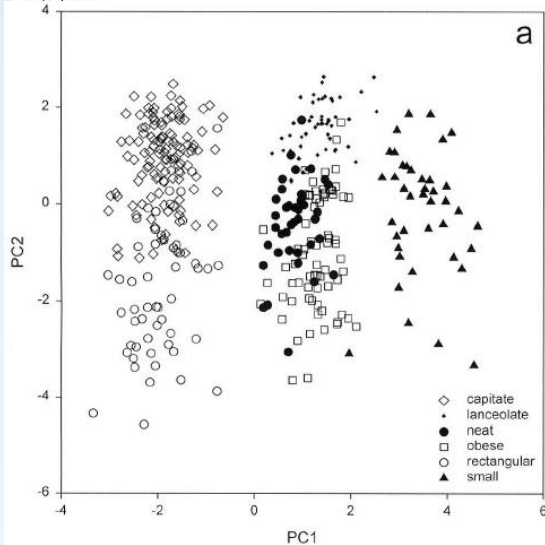 a
4
2
0
-2
-4
-6
PC2
-4
-2
0
2
4
6
PC1
capitate
lanceolate
neat
obese
rectangular
small